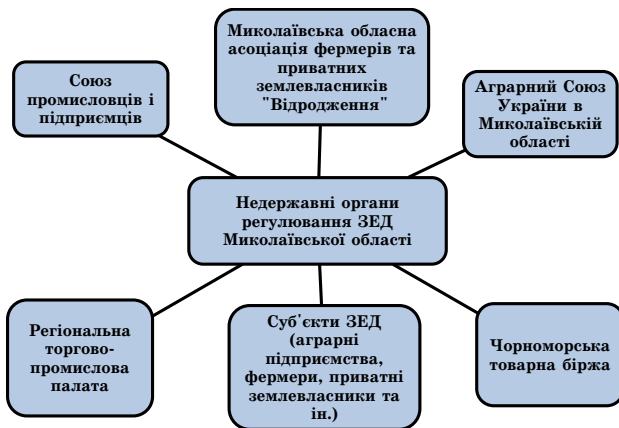 Миколаївська обласна
асоціація фермерів та
приватних
землевласників
"Відродження"
Союз
промисловців і
підприємців
Аграрний Союз
України в
Миколаївській
області
Недержавні органи
регулювання ЗЕД
Миколаївської області
Регіональна
торгово-
промислова
палата
Суб'єкти ЗЕД
(аграрні
підприємства,
фермери, приватні
землевласники та
ін.)
Чорноморська
товарна біржа